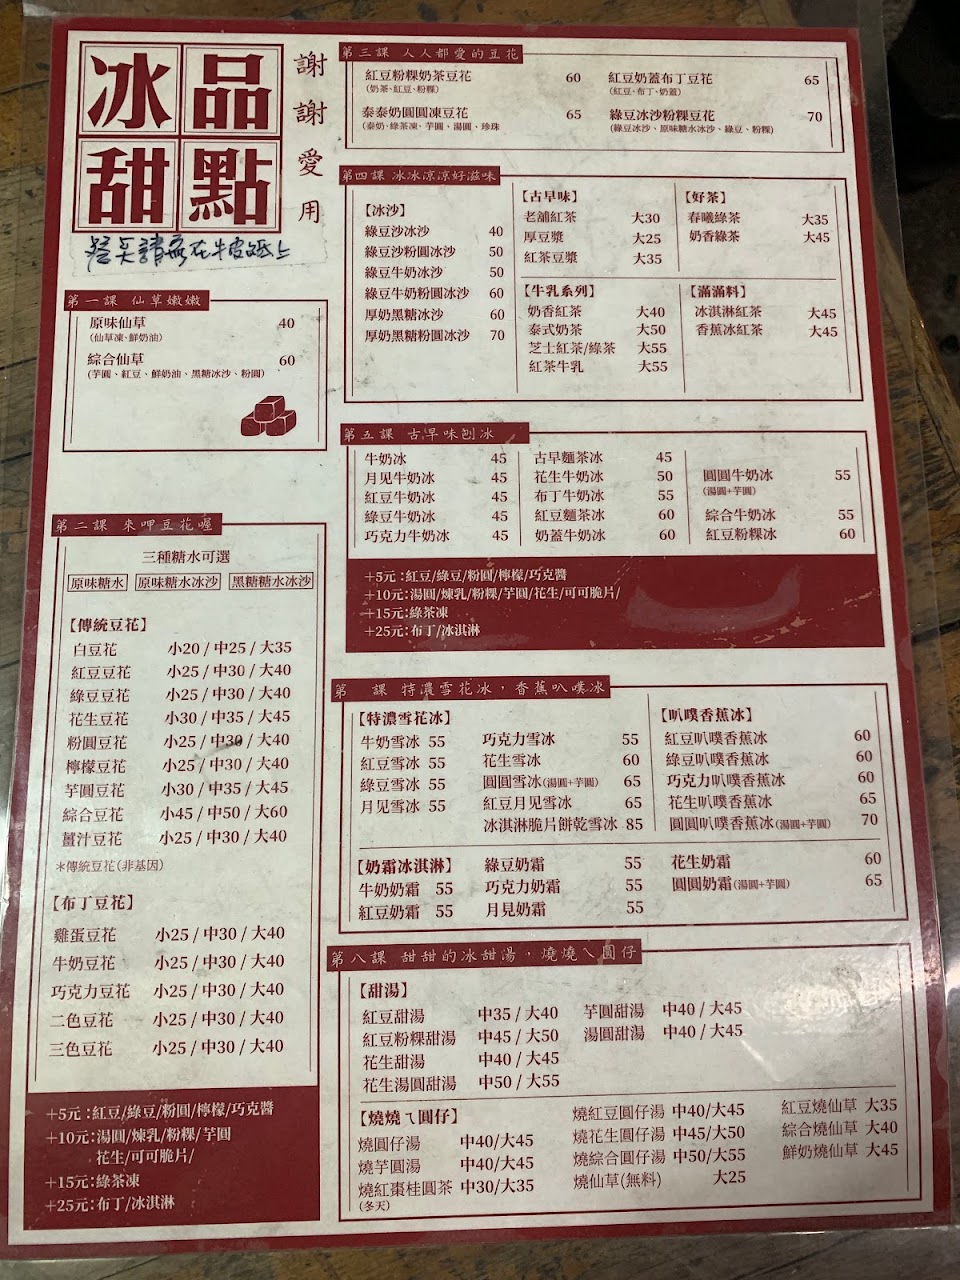 冰品
甜點
謝謝愛用
第一課 仙草嫩嫩
原味仙草 40
(仙草凍、鮮奶油)
綜合仙草 60
(芋圓、紅豆、鮮奶油、黑糖冰沙、粉圓)
第二課 來呷豆花喔
三種糖水可選
原味糖水 原味糖水冰沙 黑糖糖水冰沙
【傳統豆花】
白豆花 小20 / 中25 / 大35
紅豆豆花 小25 / 中30 / 大40
綠豆豆花 小25 / 中30 / 大40
花生豆花 小30 / 中35 / 大45
粉圓豆花 小25 / 中30 / 大40
檸檬豆花 小25 / 中30 / 大40
芋圓豆花 小30 / 中35 / 大45
綜合豆花 小45 / 中50 / 大60
薑汁豆花 小25 / 中30 / 大40
*傳統豆花(非基因)
【布丁豆花】
雞蛋豆花 小25 / 中30 / 大40
牛奶豆花 小25 / 中30 / 大40
巧克力豆花 小25 / 中30 / 大40
二色豆花 小25 / 中30 / 大40
三色豆花 小25 / 中30 / 大40
+5元:紅豆/綠豆/粉圓/檸檬/巧克醬
+10元:湯圓/煉乳/粉粿/芋圓
花生/可可脆片/
+15元:綠茶凍
+25元:布丁/冰淇淋
第三課 人人都愛的豆花
紅豆粉粿奶茶豆花 60
(奶茶、紅豆、粉粿)
紅豆奶蓋布丁豆花 65
(紅豆、布丁、奶蓋)
泰泰奶圓圓凍豆花 65
(泰奶、綠茶凍、芋圓、湯圓、珍珠)
綠豆冰沙粉粿豆花 70
(綠豆冰沙、原味糖水冰沙、綠豆、粉粿)
第四課 冰冰涼涼好滋味
【冰沙】
綠豆沙冰沙 40
綠豆沙粉圓冰沙 50
綠豆牛奶冰沙 50
綠豆牛奶粉圓冰沙 60
厚奶黑糖冰沙 60
厚奶黑糖粉圓冰沙 70
【古早味】
老舖紅茶 大30
厚豆漿 大25
紅茶豆漿 大35
【好茶】
春曦綠茶 大35
奶香綠茶 大45
【牛乳系列】
奶香紅茶 大40
泰式奶茶 大50
芝士紅茶/綠茶 大55
紅茶牛乳 大55
【滿滿料】
冰淇淋紅茶 大45
香蕉冰紅茶 大45
第五課 古早味刨冰
牛奶冰 45
月見牛奶冰 45
紅豆牛奶冰 45
綠豆牛奶冰 45
巧克力牛奶冰 45
古早麵茶冰 45
花生牛奶冰 50
布丁牛奶冰 55
紅豆麵茶冰 60
奶蓋牛奶冰 60
圓圓牛奶冰 55
(湯圓+芋圓)
綜合牛奶冰 55
紅豆粉粿冰 60
+5元:紅豆/綠豆/粉圓/檸檬/巧克醬
+10元:湯圓/煉乳/粉粿/芋圓/花生/可可脆片/
+15元:綠茶凍
+25元:布丁/冰淇淋
第 課 特濃雪花冰,香蕉叭噗冰
【特濃雪花冰】
牛奶雪冰 55
紅豆雪冰 55
綠豆雪冰 55
月見雪冰 55
巧克力雪冰 55
花生雪冰 60
圓圓雪冰(湯圓+芋圓) 65
紅豆月見雪冰 65
冰淇淋脆片餅乾雪冰 85
【叭噗香蕉冰】
紅豆叭噗香蕉冰 60
綠豆叭噗香蕉冰 60
巧克力叭噗香蕉冰 60
花生叭噗香蕉冰 65
圓圓叭噗香蕉冰(湯圓+芋圓) 70
【奶霜冰淇淋】
牛奶奶霜 55
紅豆奶霜 55
綠豆奶霜 55
巧克力奶霜 55
月見奶霜 55
花生奶霜 60
圓圓奶霜(湯圓+芋圓) 65
第八課 甜甜的冰甜湯,燒燒ㄟ圓仔
【甜湯】
紅豆甜湯 中35 / 大40
紅豆粉粿甜湯 中45 / 大50
花生甜湯 中40 / 大45
花生湯圓甜湯 中50 / 大55
芋圓甜湯 中40 / 大45
湯圓甜湯 中40 / 大45
【燒燒ㄟ圓仔】
燒圓仔湯 中40/大45
燒芋圓湯 中40/大45
燒紅棗桂圓茶 中30/大35
(冬天)
燒紅豆圓仔湯 中40/大45
燒花生圓仔湯 中45/大50
燒綜合圓仔湯 中50/大55
燒仙草(無料) 大25
紅豆燒仙草 大35
綜合燒仙草 大40
鮮奶燒仙草 大45